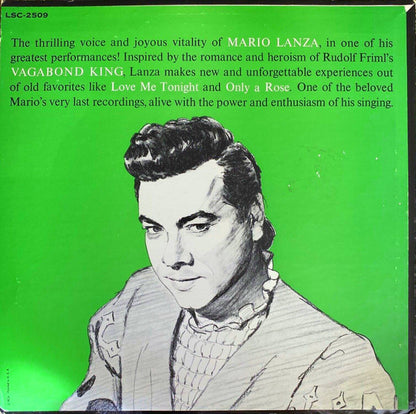 LSC-2509
The thrilling voice and joyous vitality of MARIO LANZA, in one of his
greatest performances! Inspired by the romance and heroism of Rudolf Friml's
VAGABOND KING, Lanza makes new and unforgettable experiences out
of old favorites like Love Me Tonight and Only a Rose. One of the beloved
Mario's very last recordings, alive with the power and enthusiasm of his singing.